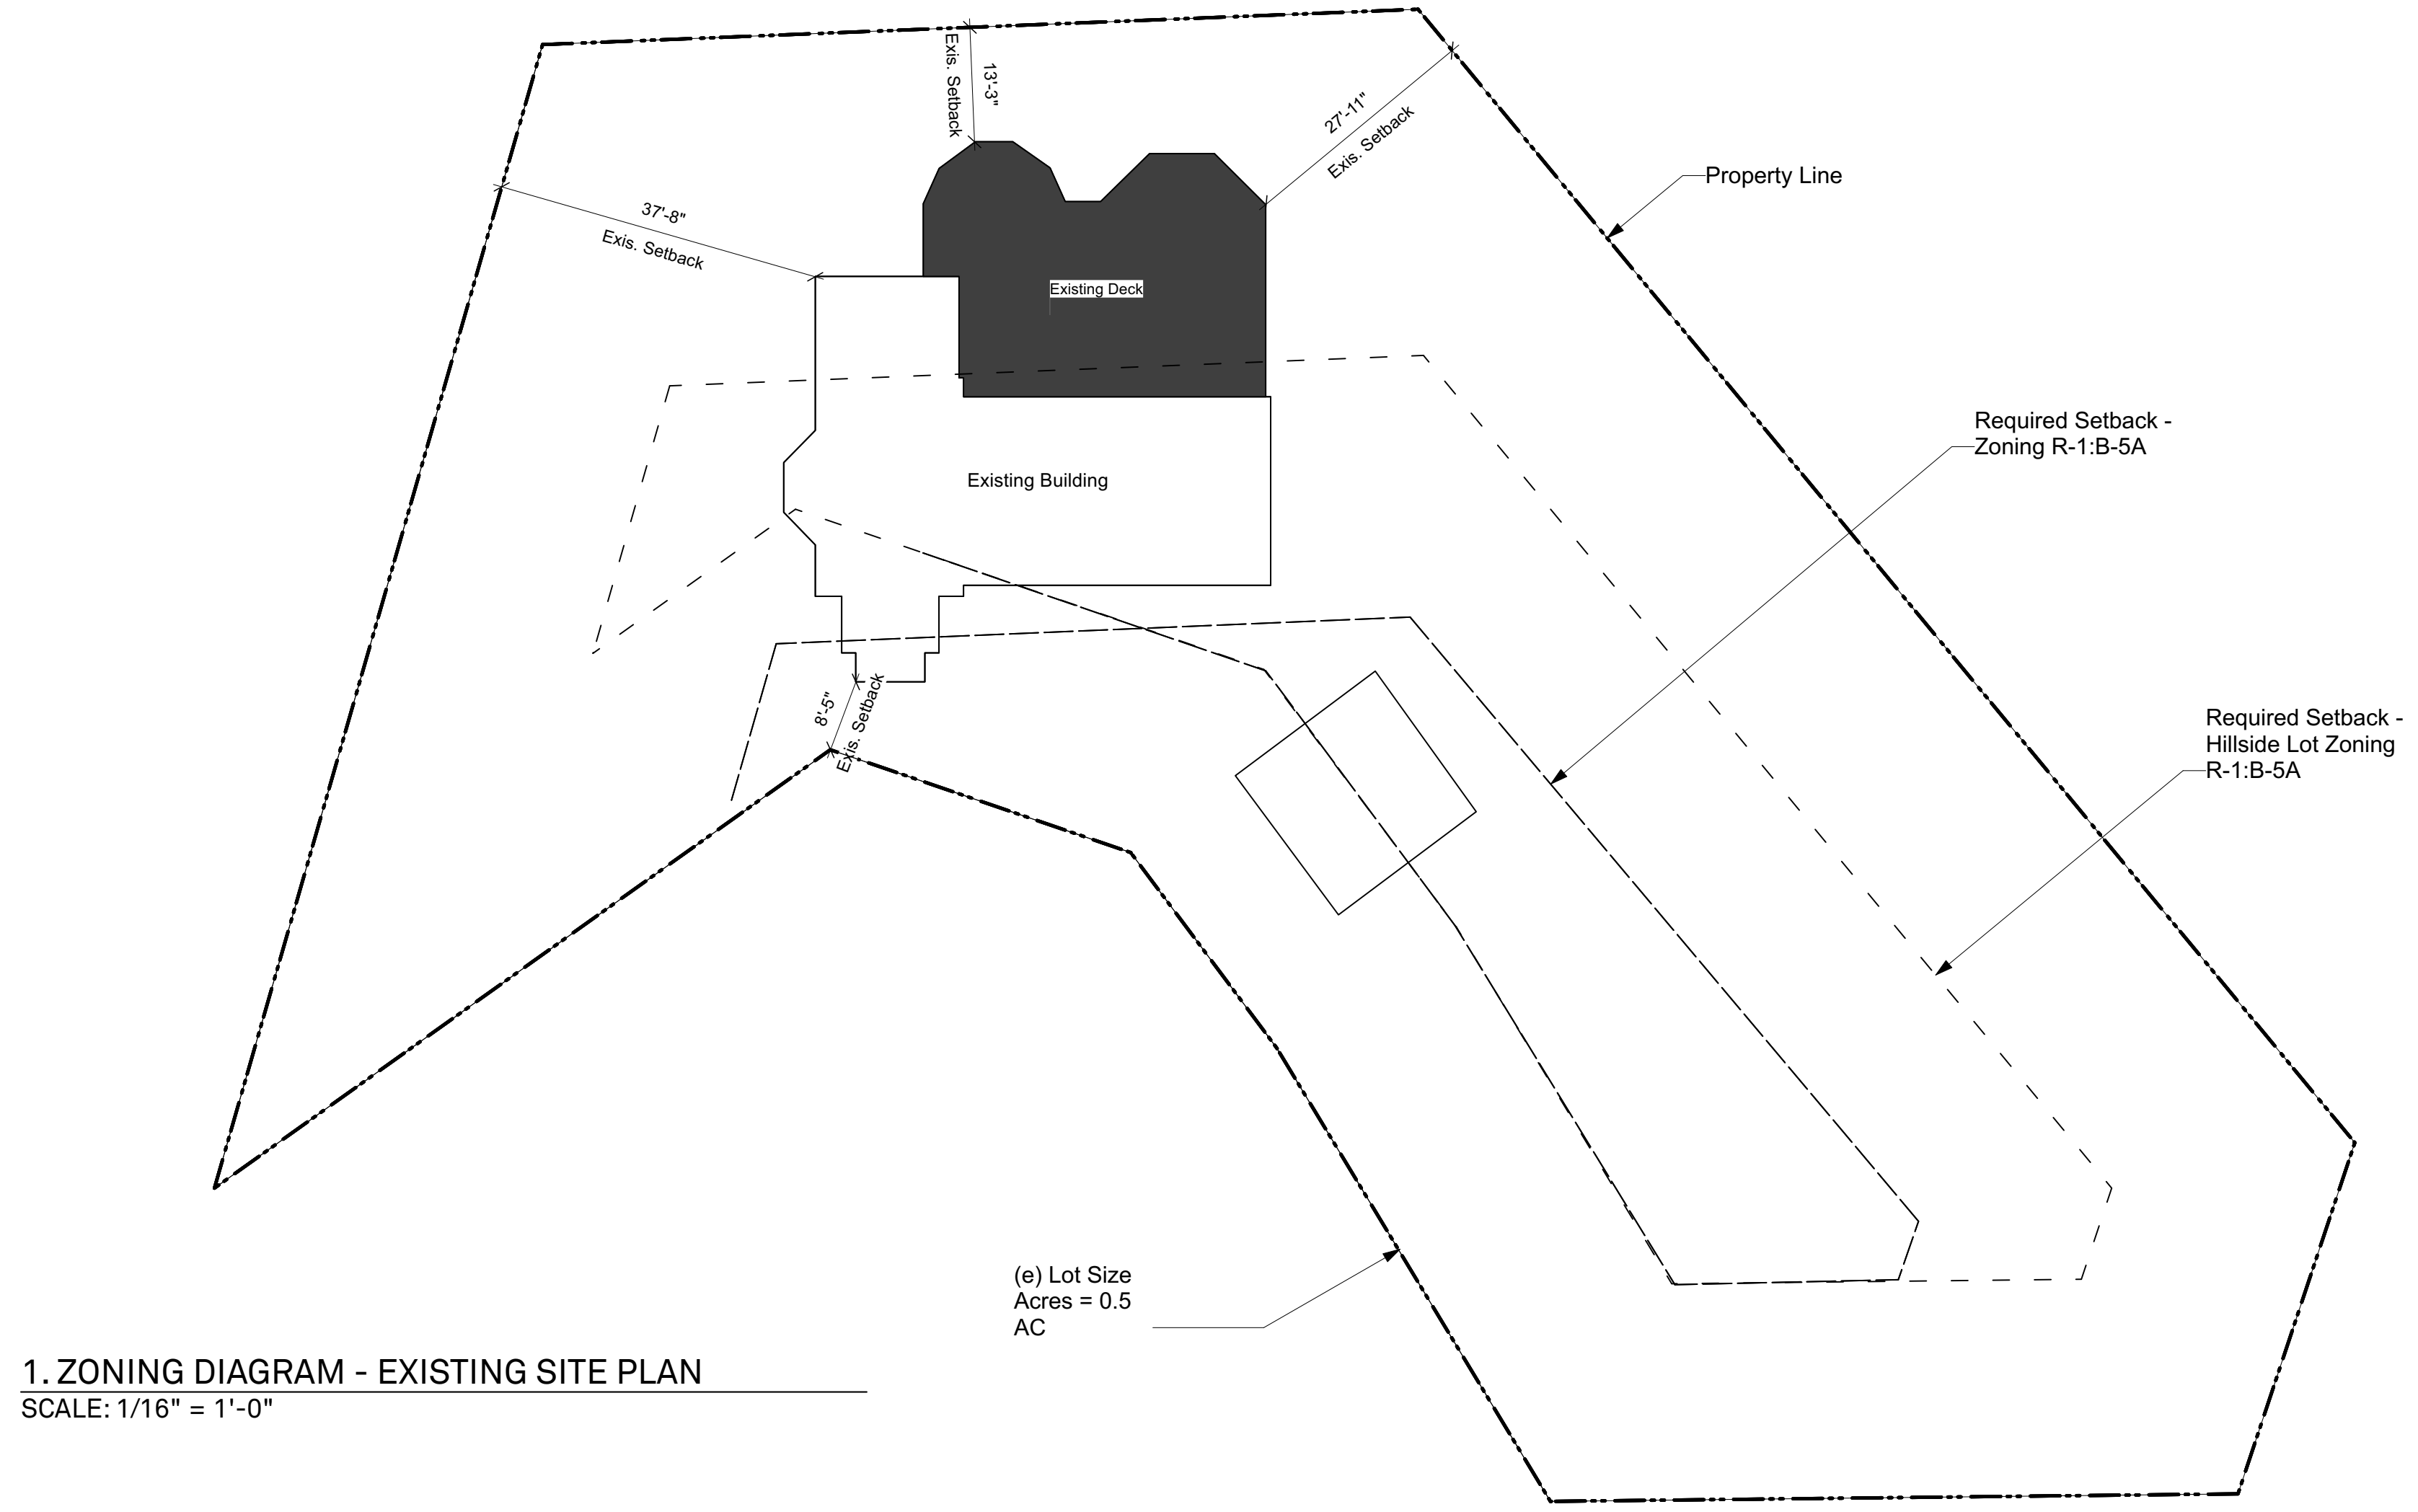 Exis. Setback
13'-3"
27'-11"
Exis. Setback
Property Line
37'-8"
Exis. Setback
Existing Deck
Required Setback -
Zoning R-1:B-5A
Existing Building
8'-5"
Exis. Setback
Required Setback -
Hillside Lot Zoning
R-1:B-5A
(e) Lot Size
Acres = 0.5
AC
1. ZONING DIAGRAM - EXISTING SITE PLAN
SCALE: 1/16" = 1'-0"